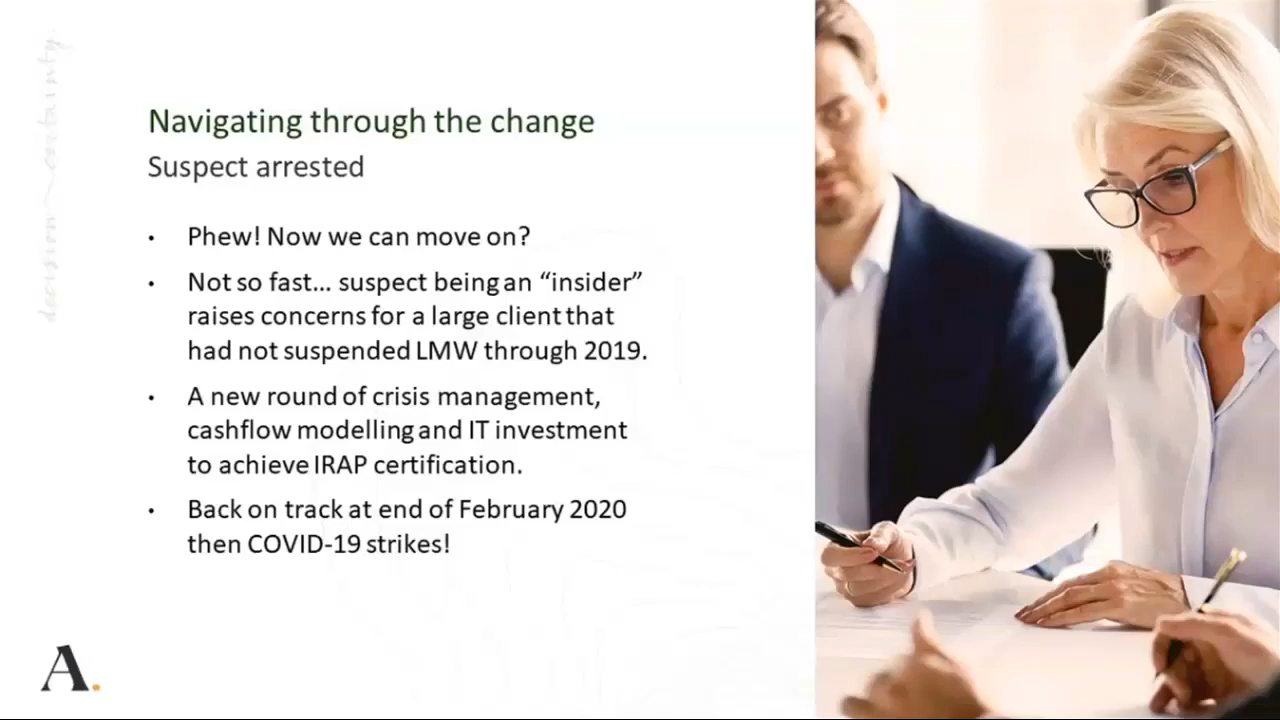 decision certainty
Navigating through the change
Suspect arrested
• Phew! Now we can move on?
• Not so fast... suspect being an “insider”
raises concerns for a large client that
had not suspended LMW through 2019.
• A new round of crisis management,
cashflow modelling and IT investment
to achieve IRAP certification.
• Back on track at end of February 2020
then COVID-19 strikes!
A.